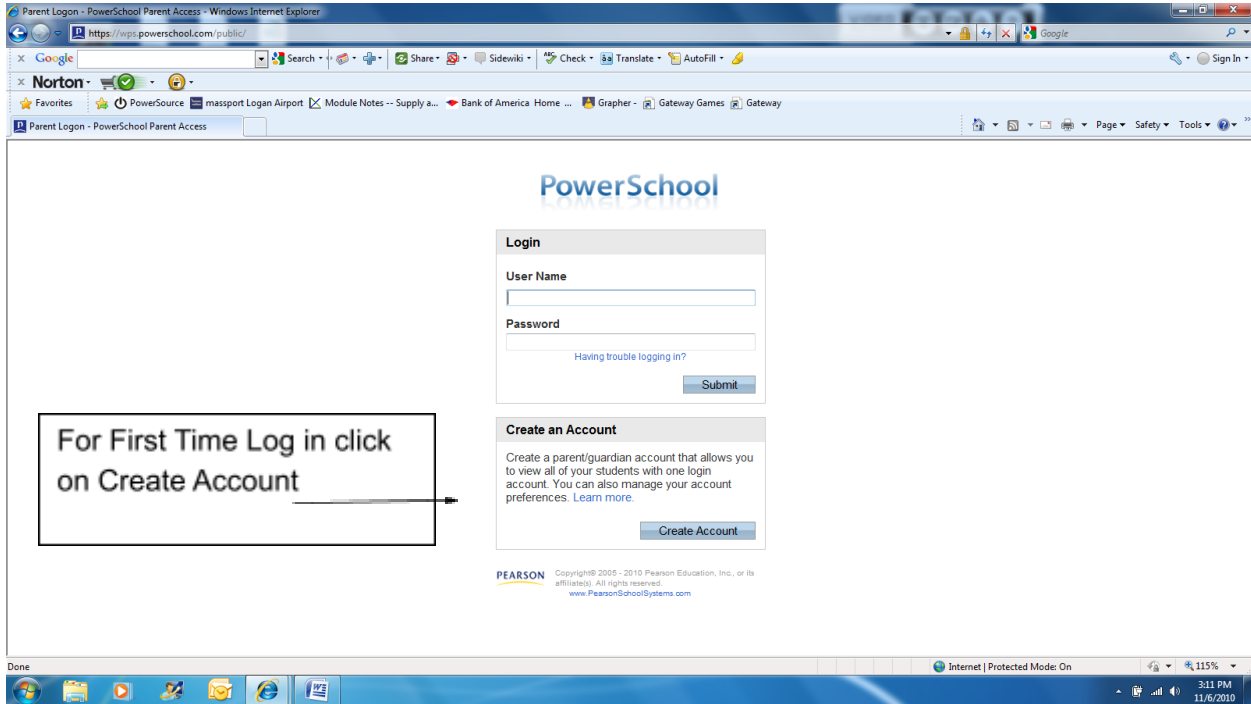 Parent Logon - PowerSchool Parent Access - Windows Internet Explorer
https://wps.powerschool.com/public/
Google
x Google
Search
Share
Sidewiki
Check
Translate
AutoFill
Sign In
x Norton
Favorites
PowerSource
massport Logan Airport
Module Notes -- Supply a...
Bank of America Home ...
Grapher -
Gateway Games
Gateway
Parent Logon - PowerSchool Parent Access
Page
Safety
Tools
PowerSchool
Login
User Name
Password
Having trouble logging in?
Submit
For First Time Log in click
on Create Account
Create an Account
Create a parent/guardian account that allows you
to view all of your students with one login
account. You can also manage your account
preferences. Learn more.
Create Account
PEARSON
Copyright© 2005 - 2010 Pearson Education, Inc., or its
affiliate(s). All rights reserved.
www.PearsonSchoolSystems.com
Done
Internet | Protected Mode: On
115%
3:11 PM
11/6/2010